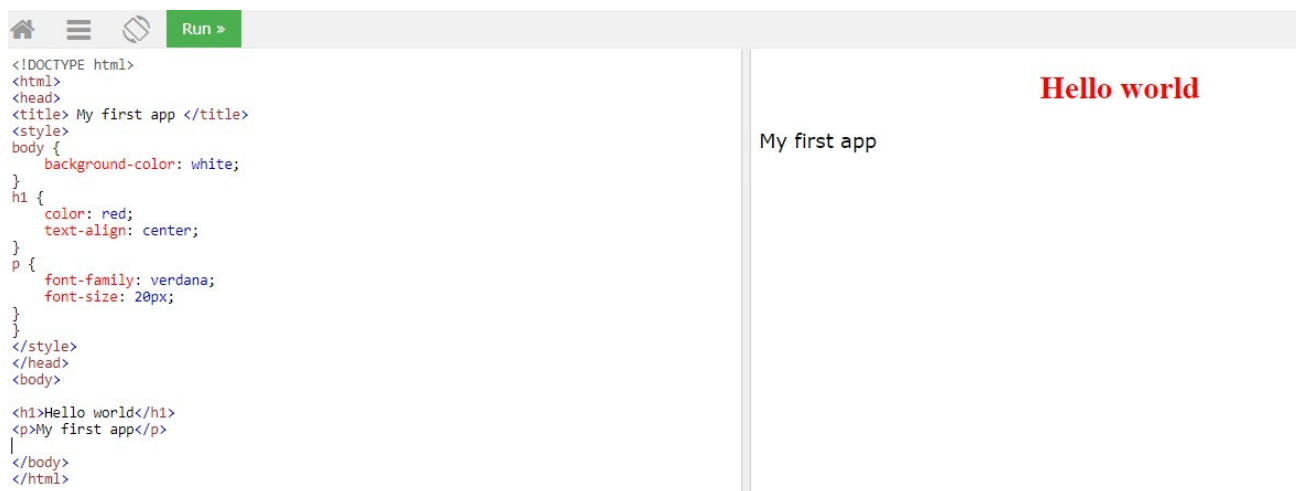 Run »
<!DOCTYPE html>
<html>
<head>
<title> My first app </title>
<style>
body {
    background-color: white;
}
h1 {
    color: red;
    text-align: center;
}
p {
    font-family: verdana;
    font-size: 20px;
}
}
</style>
</head>
<body>

<h1>Hello world</h1>
<p>My first app</p>

</body>
</html>
Hello world
My first app